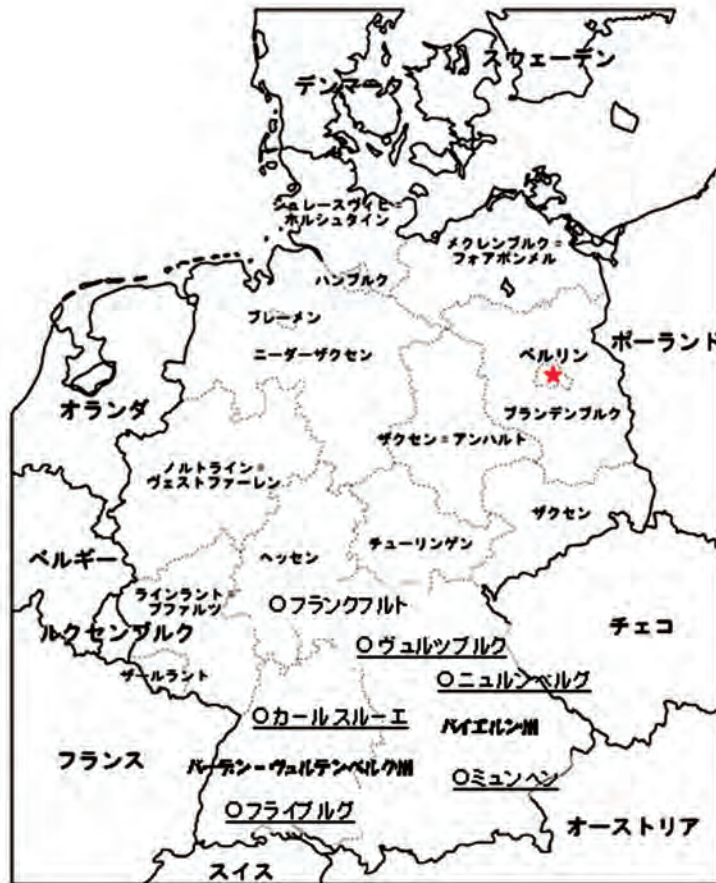 スウェーデン
デンマーク
シュレースヴィヒ=
ホルシュタイン
メクレンブルク=
フォアポンメル
ハンブルク
ブレーメン
ニーダーザクセン
ベルリン
ポーランド
オランダ
ブランデンブルク
ザクセン=アンハルト
ノルトライン=
ヴェストファーレン
ザクセン
チューリンゲン
ヘッセン
ベルギー
ラインラント=
プファルツ
○フランクフルト
ルクセンブルク
チェコ
○ヴュルツブルク
ザールラント
○ニュルンベルグ
○カールスルーエ
バイエルン州
フランス
バーデン-ヴュルテンベルク州
○ミュンヘン
○フライブルグ
オーストリア
スイス